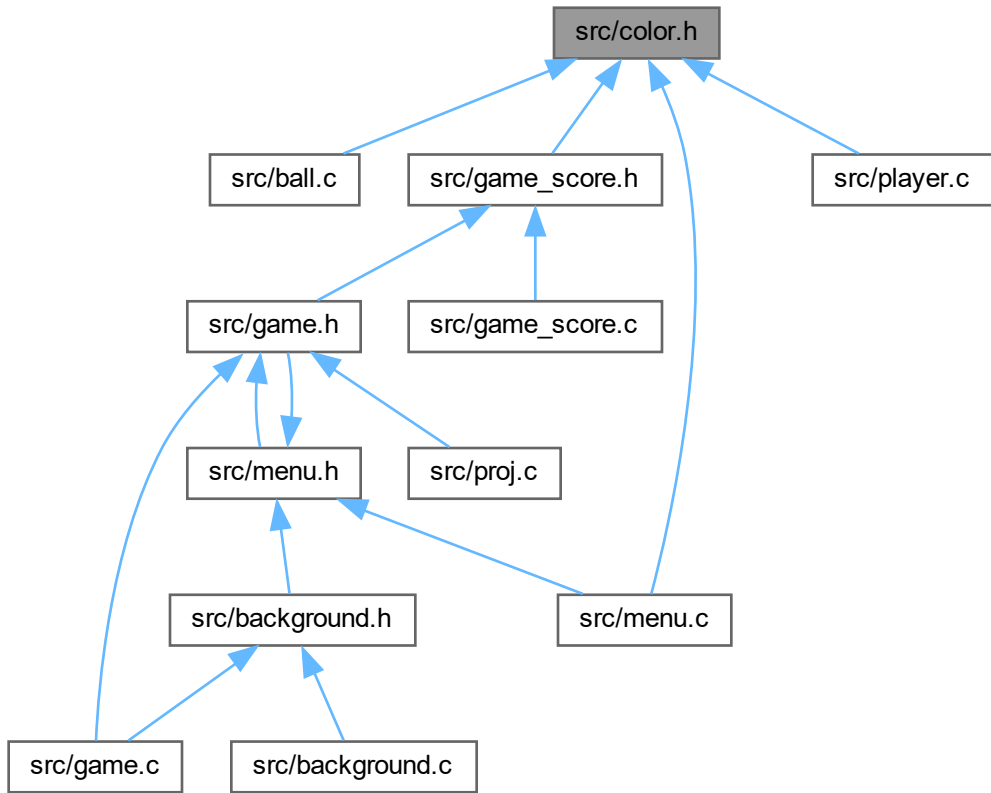 src/color.h
src/ball.c
src/game_score.h
src/player.c
src/game.h
src/game_score.c
src/menu.h
src/proj.c
src/background.h
src/menu.c
src/game.c
src/background.c